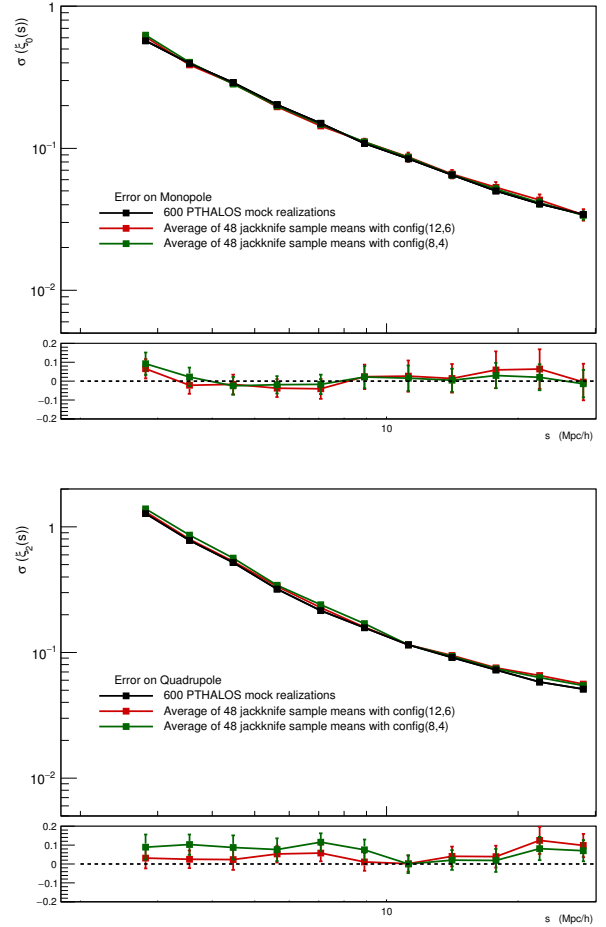 σ (ξ₀(s))
1
10⁻¹
10⁻²
Error on Monopole
600 PTHALOS mock realizations
Average of 48 jackknife sample means with config(12,6)
Average of 48 jackknife sample means with config(8,4)
0.2
0.1
0
−0.1
−0.2
10
s (Mpc/h)
σ (ξ₂(s))
1
10⁻¹
10⁻²
Error on Quadrupole
600 PTHALOS mock realizations
Average of 48 jackknife sample means with config(12,6)
Average of 48 jackknife sample means with config(8,4)
0.2
0.1
0
−0.1
−0.2
10
s (Mpc/h)